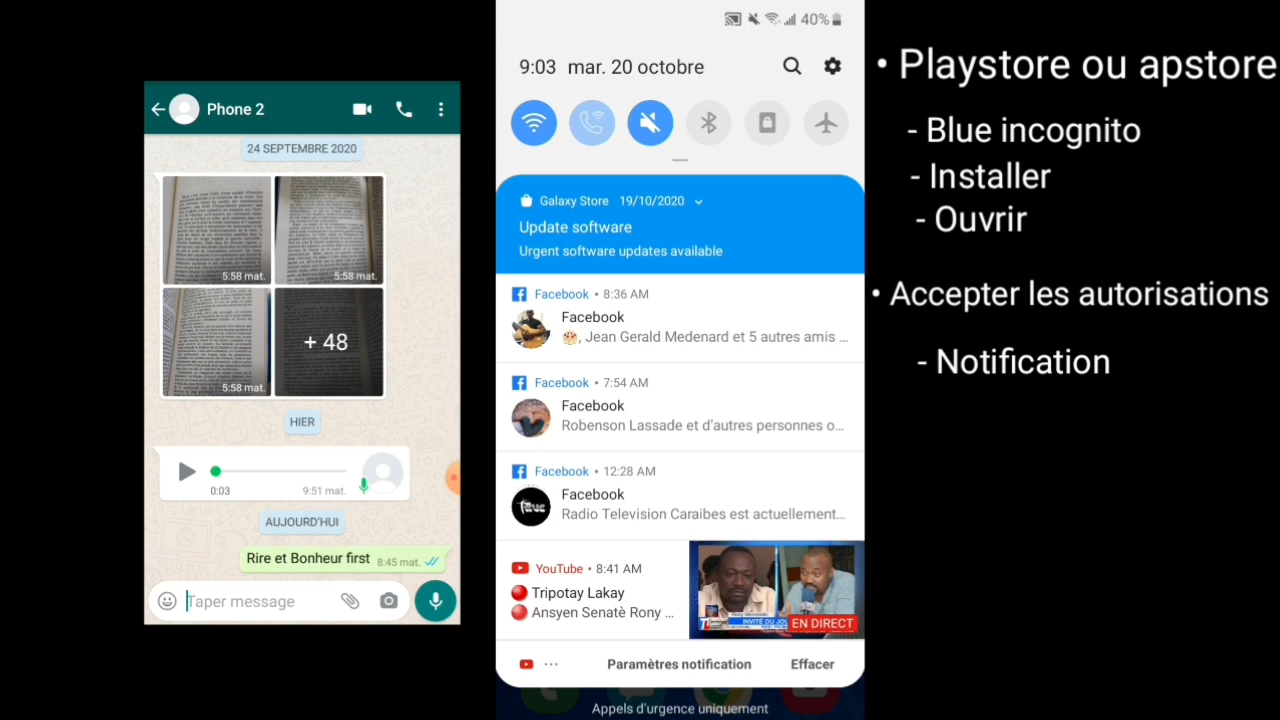 Phone 2
24 SEPTEMBRE 2020
5:58 mat.
5:58 mat.
5:58 mat.
+ 48
HIER
0:03
9:51 mat.
AUJOURD'HUI
Rire et Bonheur first 8:45 mat.
Taper message
40%
9:03 mar. 20 octobre
Galaxy Store 19/10/2020
Update software
Urgent software updates available
Facebook • 8:36 AM
Facebook
, Jean Gerald Medenard et 5 autres amis ...
Facebook • 7:54 AM
Facebook
Robenson Lassade et d'autres personnes o...
Facebook • 12:28 AM
Facebook
Radio Television Caraibes est actuellement...
YouTube • 8:41 AM
Tripotay Lakay
Ansyen Senatè Rony ...
INVITÉ DU JOU
EN DIRECT
Paramètres notification Effacer
Appels d'urgence uniquement
• Playstore ou apstore
- Blue incognito
- Installer
- Ouvrir
• Accepter les autorisations
- Notification